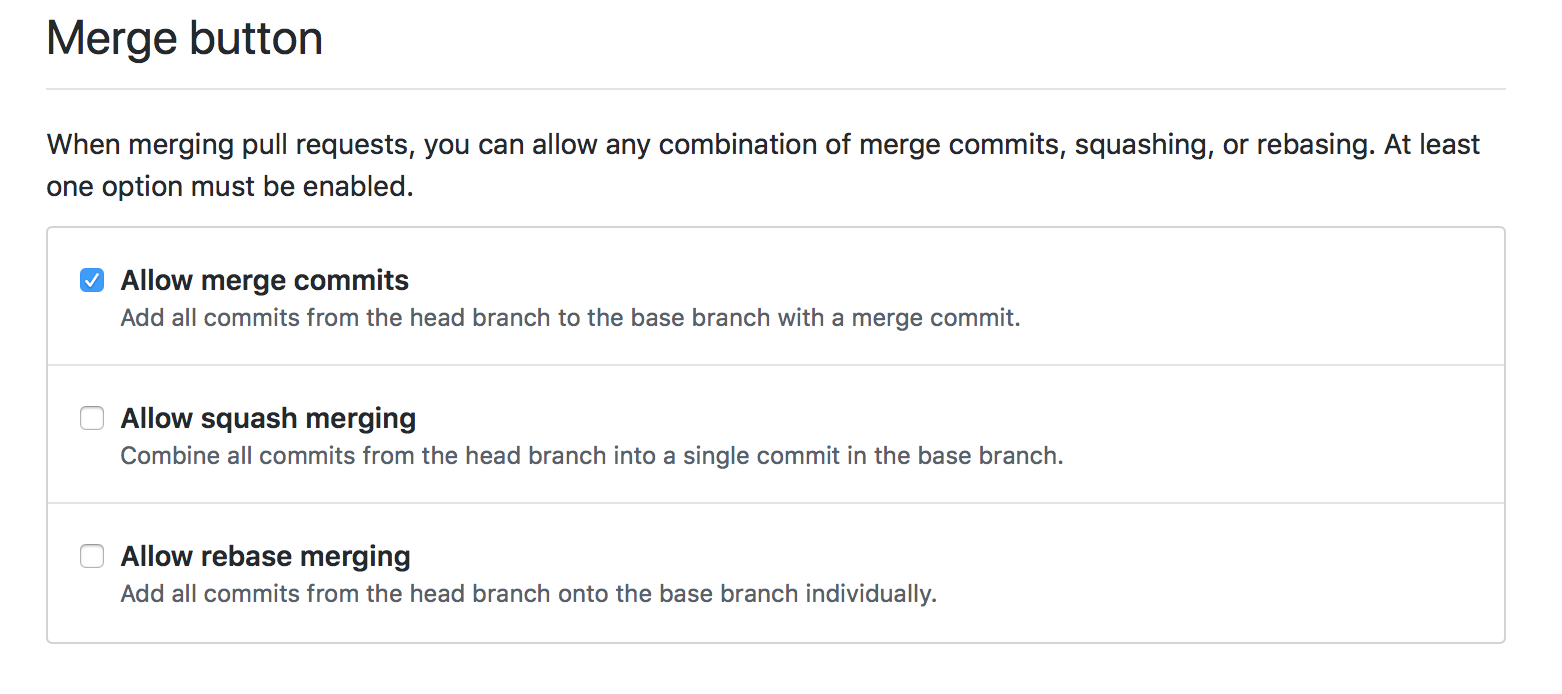 Merge button
When merging pull requests, you can allow any combination of merge commits, squashing, or rebasing. At least
one option must be enabled.
Allow merge commits
Add all commits from the head branch to the base branch with a merge commit.
Allow squash merging
Combine all commits from the head branch into a single commit in the base branch.
Allow rebase merging
Add all commits from the head branch onto the base branch individually.